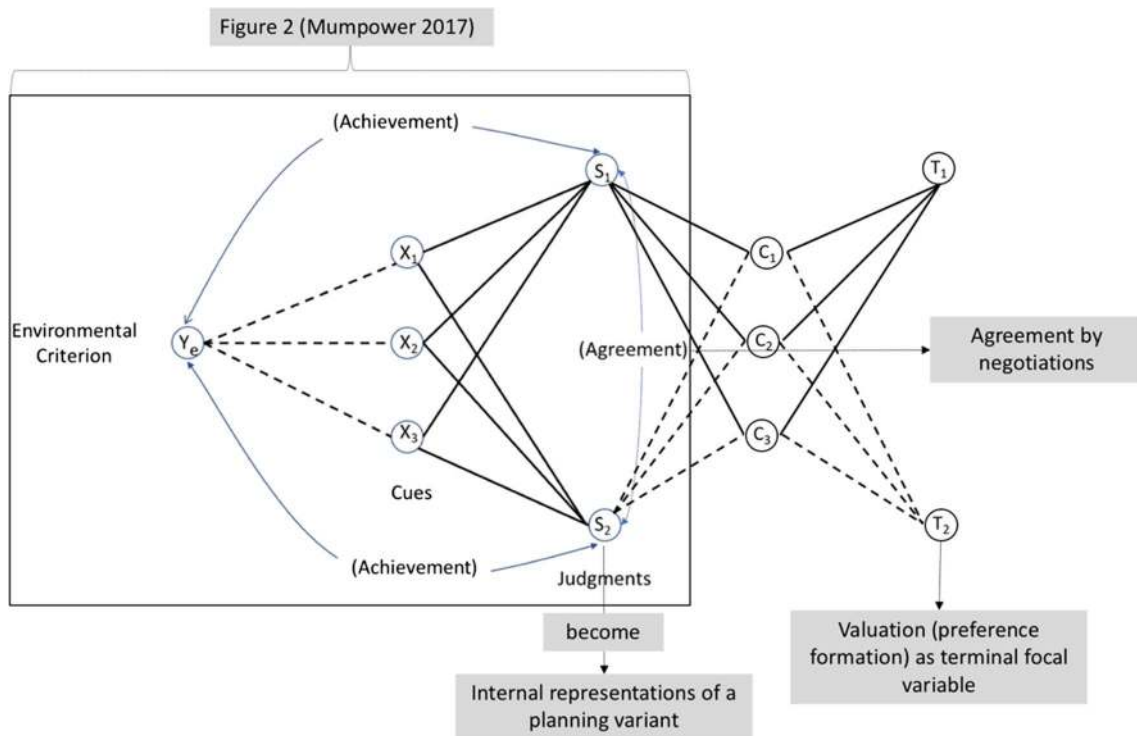 Figure 2 (Mumpower 2017)
(Achievement)
S1
T1
X1
C1
Environmental
Criterion
Ye
X2
(Agreement)
C2
Agreement by
negotiations
X3
C3
Cues
S2
T2
(Achievement)
Judgments
become
Valuation (preference
formation) as terminal focal
variable
Internal representations of a
planning variant